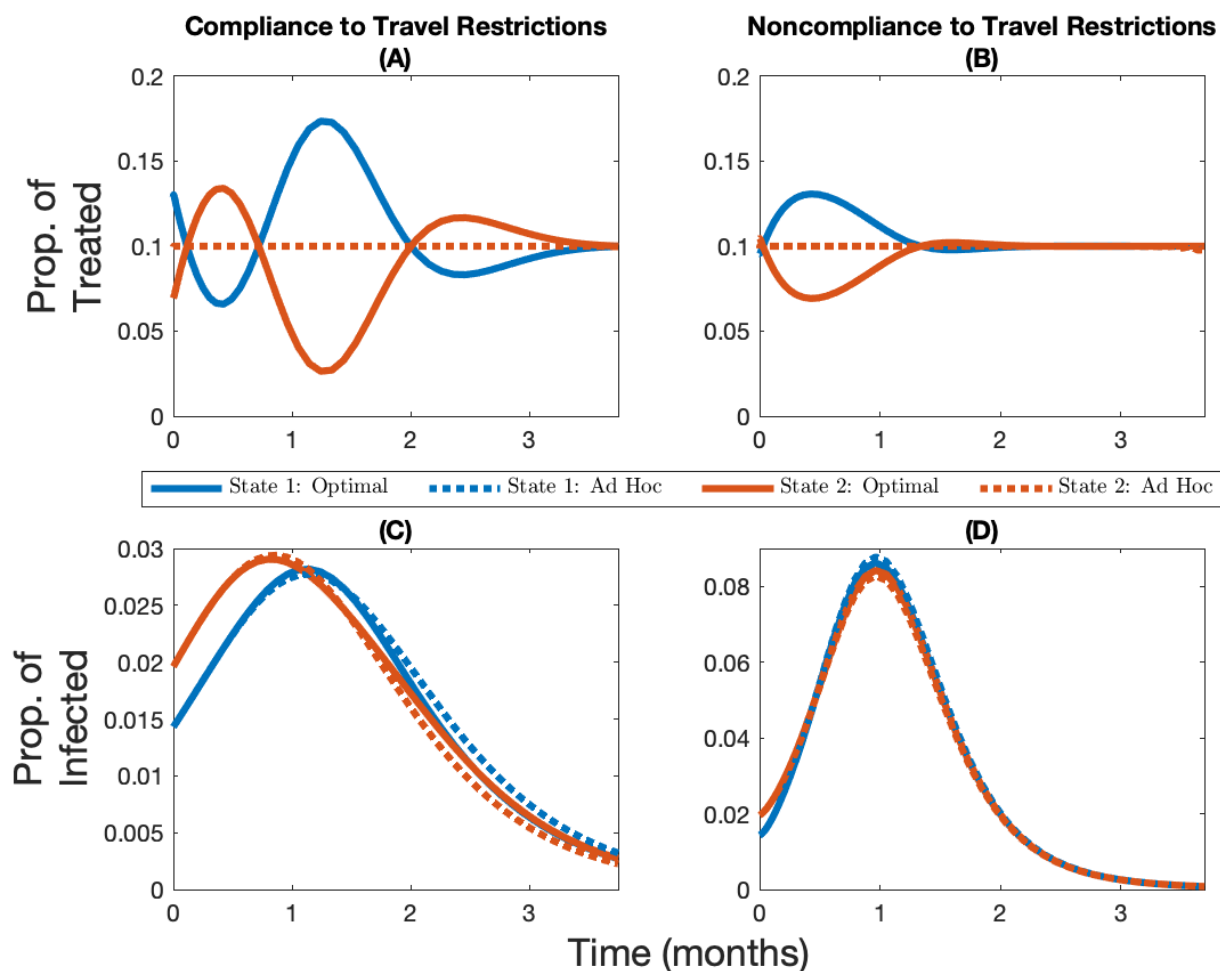 Compliance to Travel Restrictions
(A)
Noncompliance to Travel Restrictions
(B)
Prop. of
Treated
0.2
0.15
0.1
0.05
0
0 1 2 3
0.2
0.15
0.1
0.05
0
0 1 2 3
State 1: Optimal State 1: Ad Hoc State 2: Optimal State 2: Ad Hoc
(C)
(D)
Prop. of
Infected
0.03
0.025
0.02
0.015
0.01
0.005
0
0 1 2 3
0.08
0.06
0.04
0.02
0
0 1 2 3
Time (months)